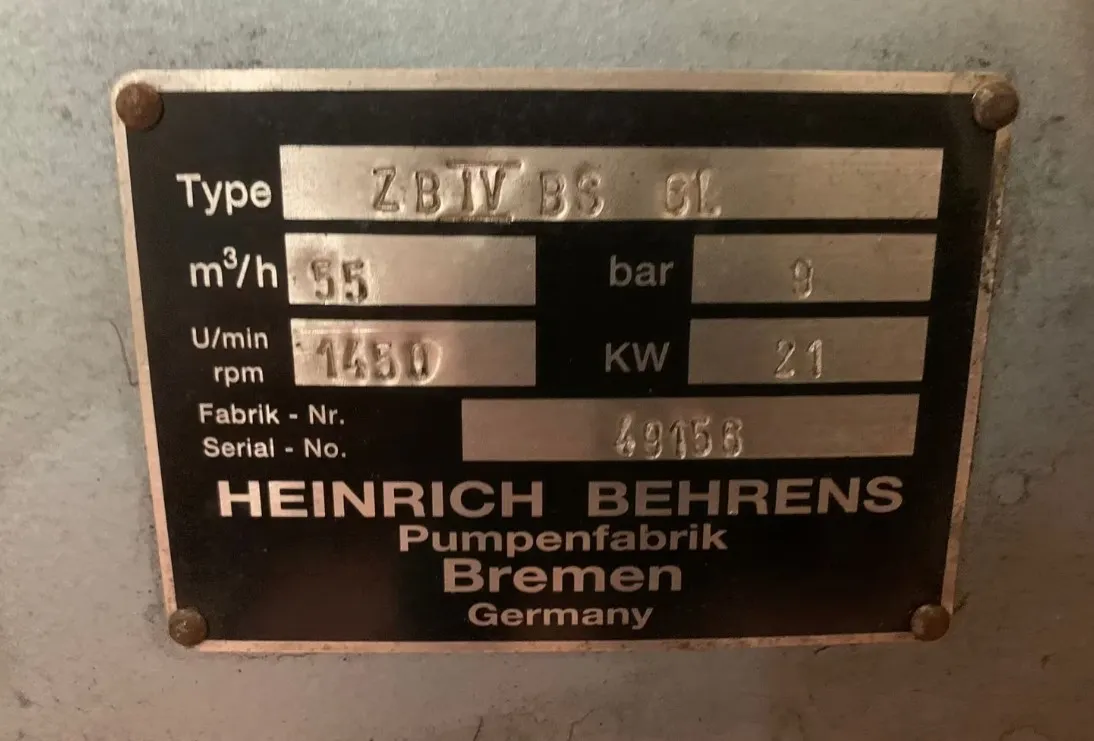 Type ZB IV BS GL
m³/h 55 bar 9
U/min
rpm 1450 KW 21
Fabrik - Nr.
Serial - No. 49156
HEINRICH BEHRENS
Pumpenfabrik
Bremen
Germany